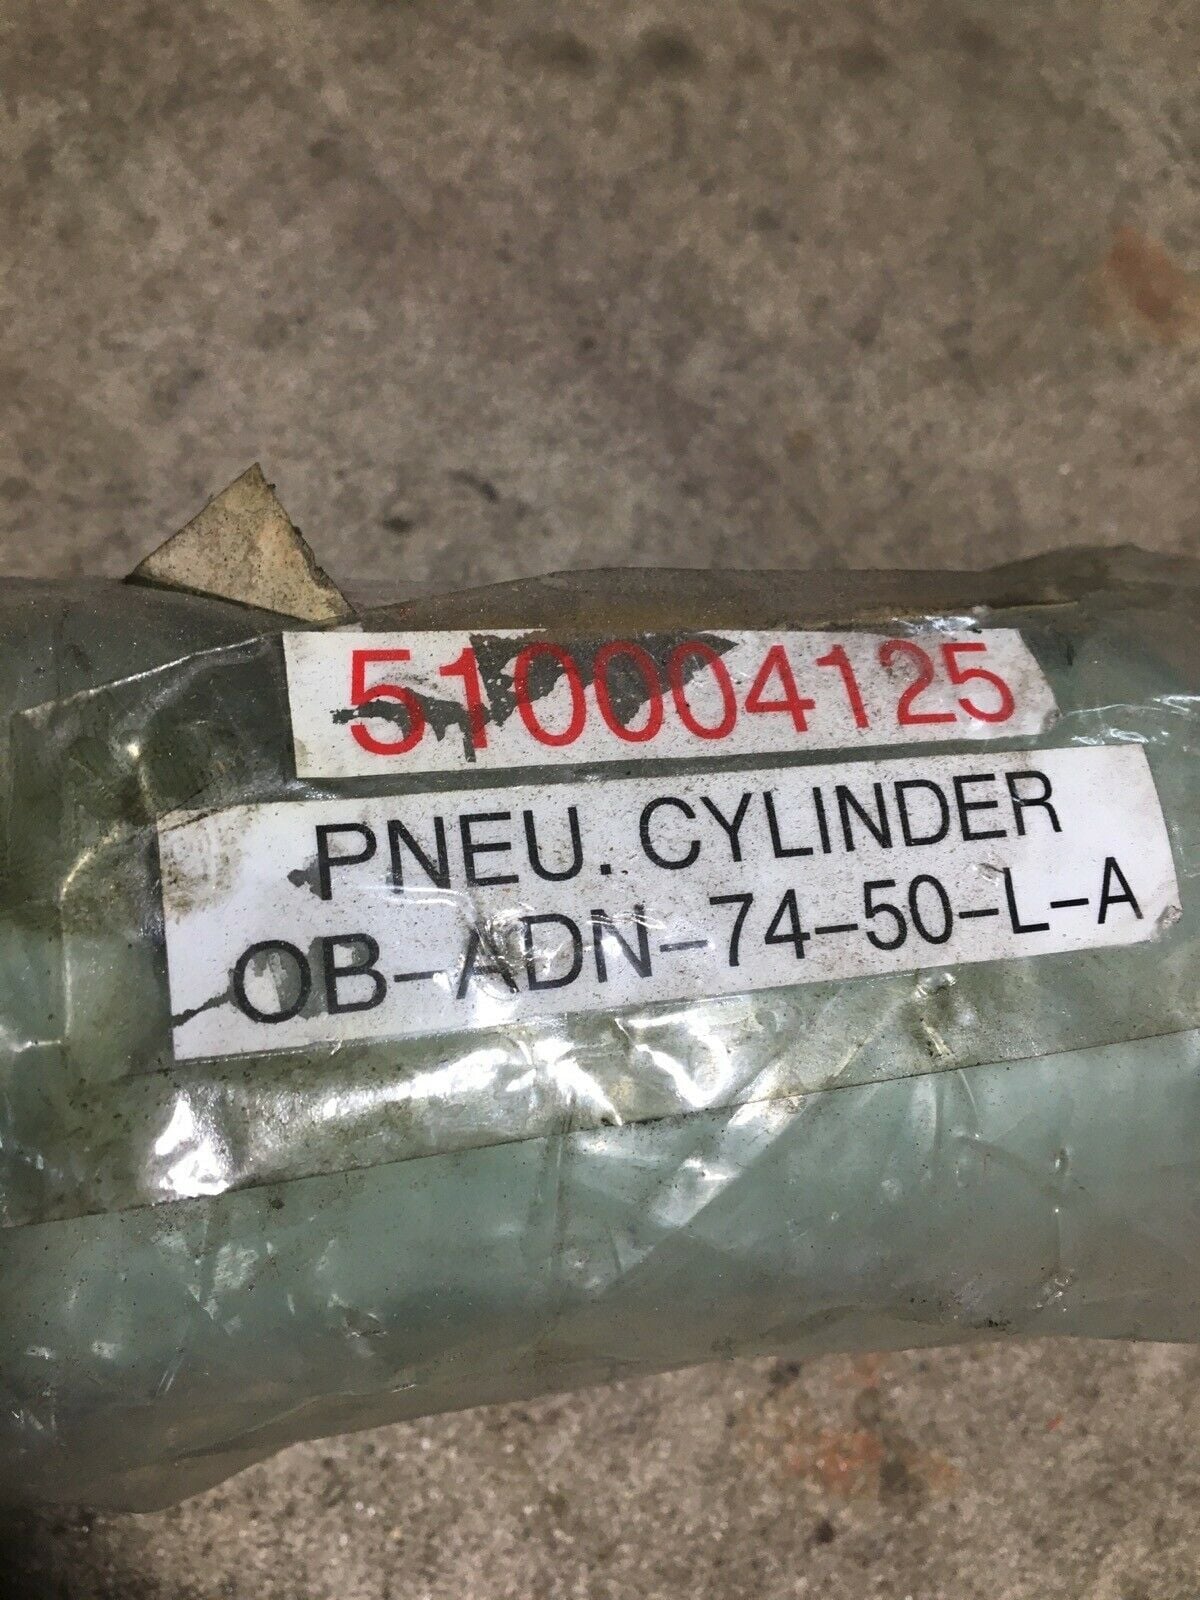 510004125
PNEU. CYLINDER
OB-ADN-74-50-L-A